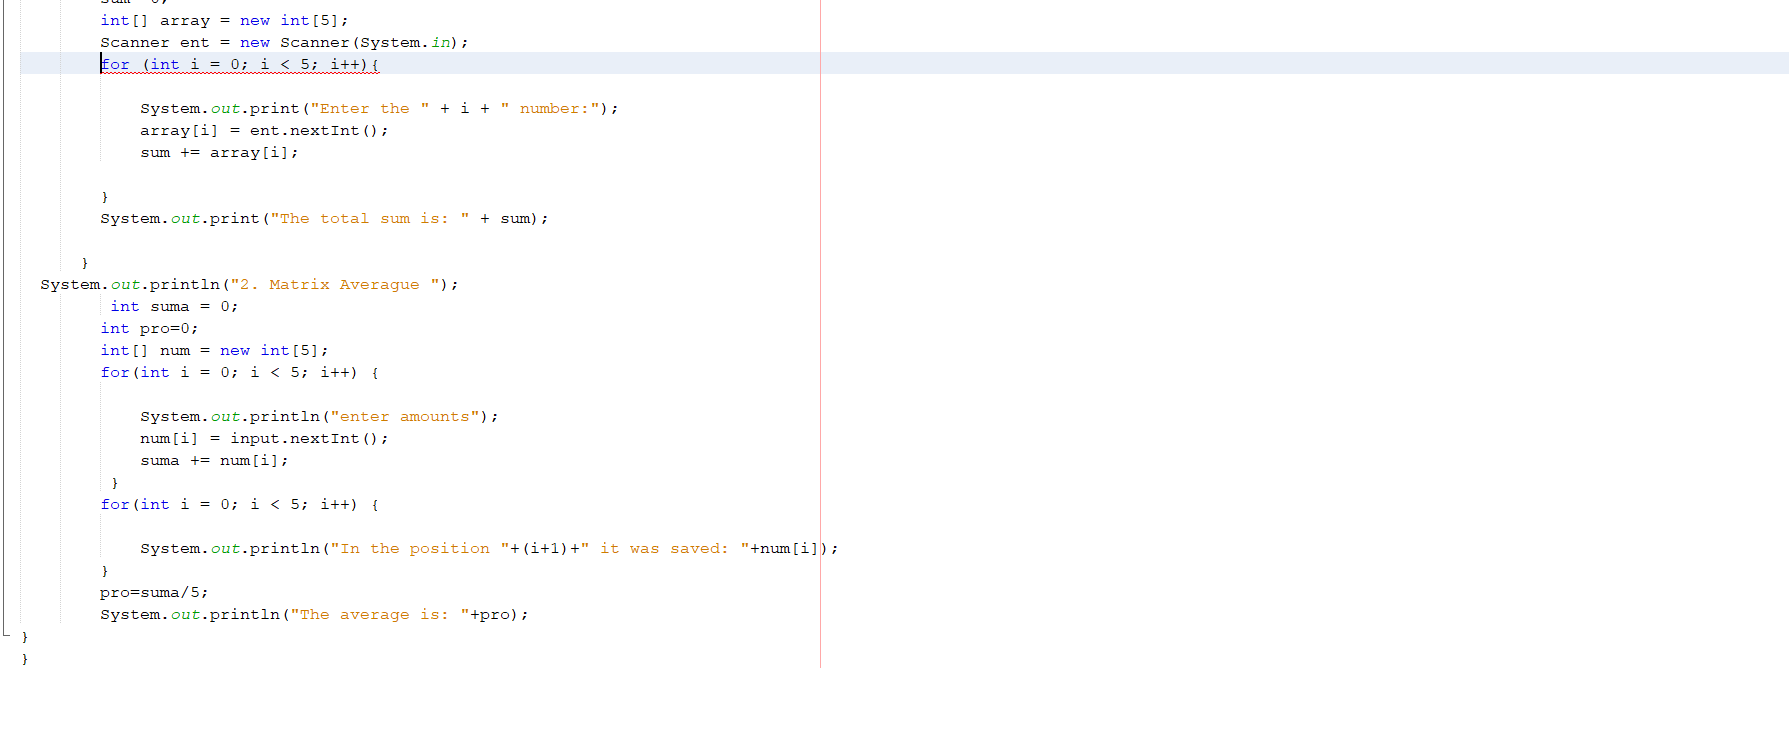 sum = 0;
int[] array = new int[5];
Scanner ent = new Scanner(System.in);
for (int i = 0; i < 5; i++){
System.out.print("Enter the " + i + " number:");
array[i] = ent.nextInt();
sum += array[i];
}
System.out.print("The total sum is: " + sum);
}
System.out.println("2. Matrix Averague ");
int suma = 0;
int pro=0;
int[] num = new int[5];
for(int i = 0; i < 5; i++) {
System.out.println("enter amounts");
num[i] = input.nextInt();
suma += num[i];
}
for(int i = 0; i < 5; i++) {
System.out.println("In the position "+(i+1)+" it was saved: "+num[i]);
}
pro=suma/5;
System.out.println("The average is: "+pro);
}
}